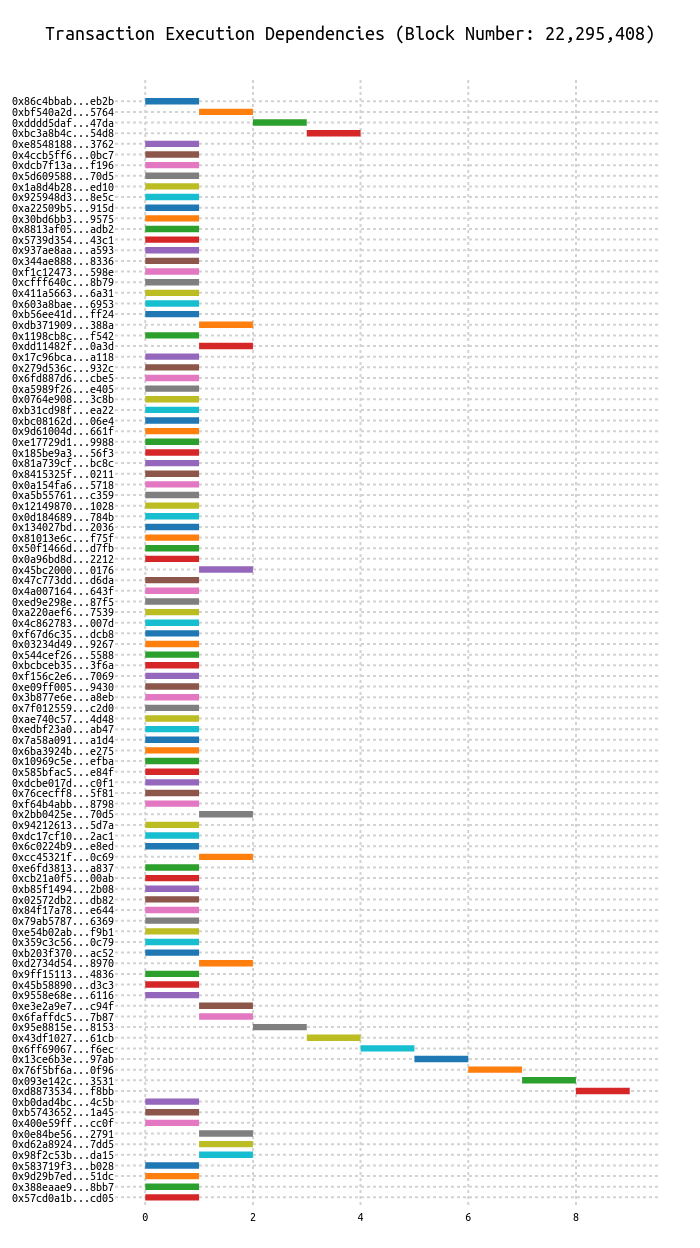 Transaction Execution Dependencies (Block Number: 22,295,408)
0x86c4bbab...eb2b
0xbf540a2d...5764
0xdddd5daf...47da
0xbc3a8b4c...54d8
0xe8548188...3762
0x4ccb5ff6...0bc7
0xdcb7f13a...f196
0x5d609588...70d5
0x1a8d4b28...ed10
0x925948d3...8e5c
0xa22509b5...915d
0x30bd6bb3...9575
0x8813af05...adb2
0x5739d354...43c1
0x937ae8aa...a593
0x344ae888...8336
0xf1c12473...598e
0xcfff640c...8b79
0x411a5663...6a31
0x603a8bae...6953
0xb56ee41d...ff24
0xdb371909...388a
0x1198cb8c...f542
0xdd11482f...0a3d
0x17c96bca...a118
0x279d536c...932c
0x6fd887d6...cbe5
0xa5989f26...e405
0x0764e908...3c8b
0xb31cd98f...ea22
0xbc08162d...06e4
0x9d61004d...661f
0xe17729d1...9988
0x185be9a3...56f3
0x81a739cf...bc8c
0x8415325f...0211
0x0a154fa6...5718
0xa5b55761...c359
0x12149870...1028
0x0d184689...784b
0x134027bd...2036
0x81013e6c...f75f
0x50f1466d...d7fb
0x0a96bd8d...2212
0x45bc2000...0176
0x47c773dd...d6da
0x4a007164...643f
0xed9e298e...87f5
0xa220aef6...7539
0x4c862783...007d
0xf67d6c35...dcb8
0x03234d49...9267
0x544cef26...5588
0xbcbceb35...3f6a
0xf156c2e6...7069
0xe09ff005...9430
0x3b877e6e...a8eb
0x7f012559...c2d0
0xae740c57...4d48
0xedbf23a0...ab47
0x7a58a091...a1d4
0x6ba3924b...e275
0x10969c5e...efba
0x585bfac5...e84f
0xdcbe017d...c0f1
0x76cecff8...5f81
0xf64b4abb...8798
0x2bb0425e...70d5
0x94212613...5d7a
0xdc17cf10...2ac1
0x6c0224b9...e8ed
0xcc45321f...0c69
0xe6fd3813...a837
0xcb21a0f5...00ab
0xb85f1494...2b08
0x02572db2...db82
0x84f17a78...e644
0x79ab5787...6369
0xe54b02ab...f9b1
0x359c3c56...0c79
0xb203f370...ac52
0xd2734d54...8970
0x9ff15113...4836
0x45b58890...d3c3
0x9558e68e...6116
0xe3e2a9e7...c94f
0x6faffdc5...7b87
0x95e8815e...8153
0x43df1027...61cb
0x6ff69067...f6ec
0x13ce6b3e...97ab
0x76f5bf6a...0f96
0x093e142c...3531
0xd8873534...f8bb
0xb0dad4bc...4c5b
0xb5743652...1a45
0x400e59ff...cc0f
0x0e84be56...2791
0xd62a8924...7dd5
0x98f2c53b...da15
0x583719f3...b028
0x9d29b7ed...51dc
0x388eaae9...8bb7
0x57cd0a1b...cd05
0 2 4 6 8